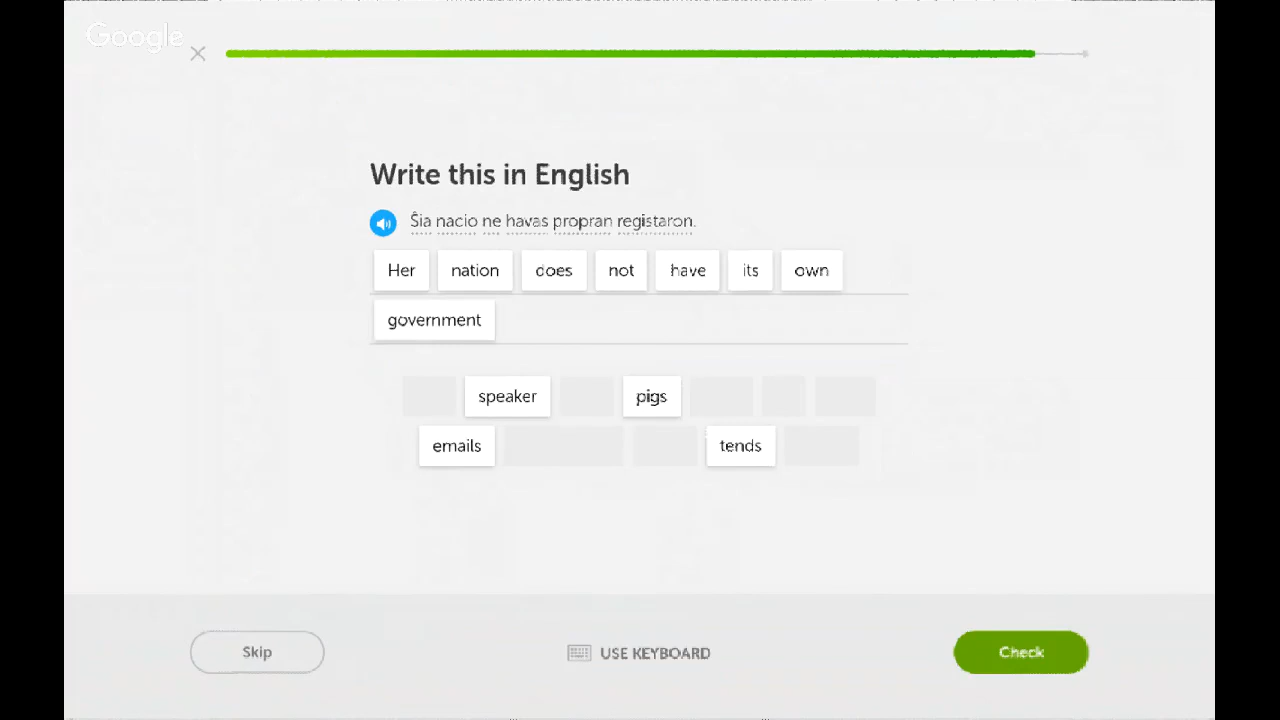 Google
Write this in English
Ŝia nacio ne havas propran registaron.
Her nation does not have its own
government
speaker pigs
emails tends
Skip USE KEYBOARD Check